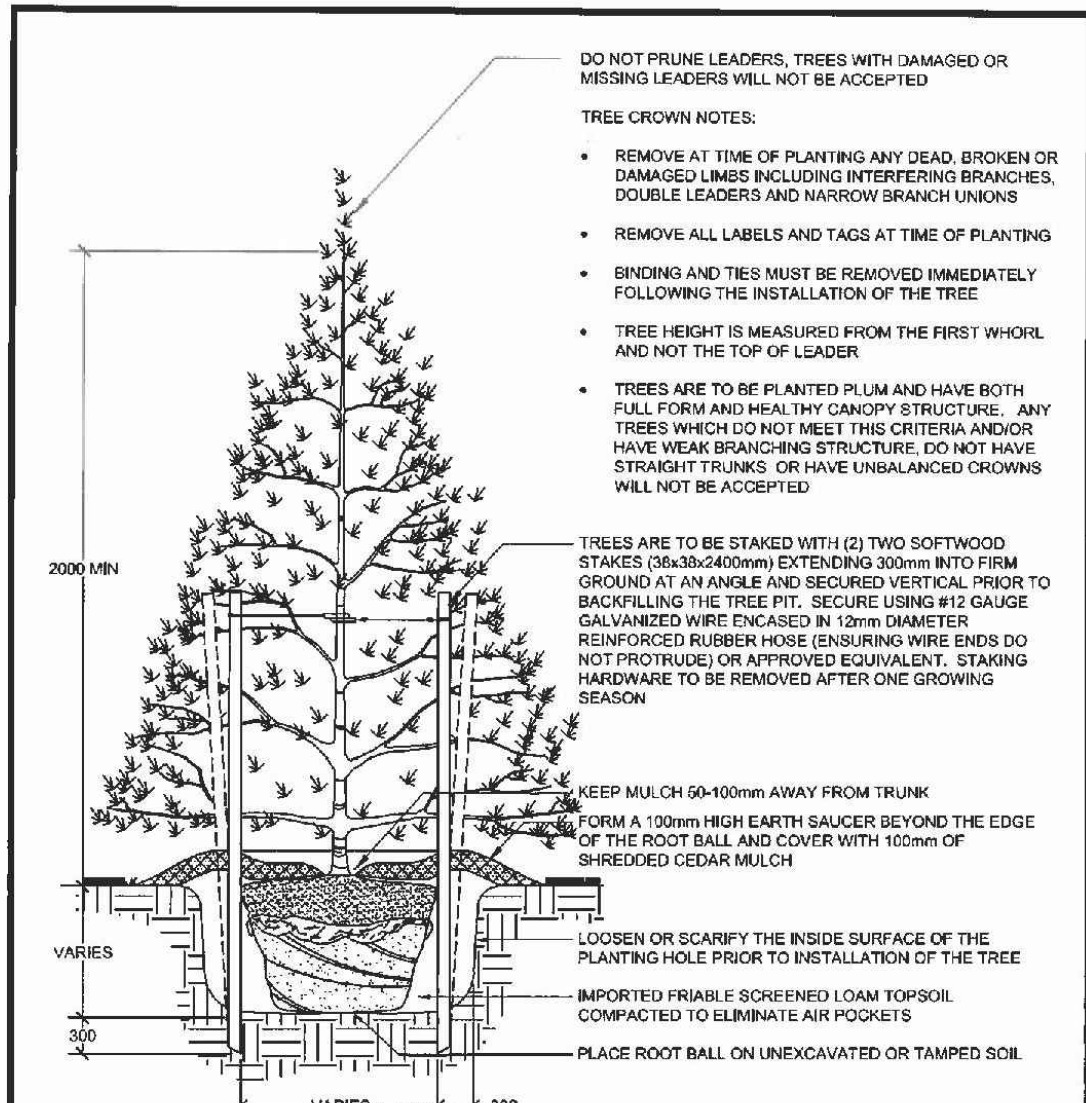 DO NOT PRUNE LEADERS, TREES WITH DAMAGED OR
MISSING LEADERS WILL NOT BE ACCEPTED
TREE CROWN NOTES:
• REMOVE AT TIME OF PLANTING ANY DEAD, BROKEN OR
DAMAGED LIMBS INCLUDING INTERFERING BRANCHES,
DOUBLE LEADERS AND NARROW BRANCH UNIONS
• REMOVE ALL LABELS AND TAGS AT TIME OF PLANTING
• BINDING AND TIES MUST BE REMOVED IMMEDIATELY
FOLLOWING THE INSTALLATION OF THE TREE
• TREE HEIGHT IS MEASURED FROM THE FIRST WHORL
AND NOT THE TOP OF LEADER
• TREES ARE TO BE PLANTED PLUM AND HAVE BOTH
FULL FORM AND HEALTHY CANOPY STRUCTURE. ANY
TREES WHICH DO NOT MEET THIS CRITERIA AND/OR
HAVE WEAK BRANCHING STRUCTURE, DO NOT HAVE
STRAIGHT TRUNKS OR HAVE UNBALANCED CROWNS
WILL NOT BE ACCEPTED
2000 MIN
TREES ARE TO BE STAKED WITH (2) TWO SOFTWOOD
STAKES (38x38x2400mm) EXTENDING 300mm INTO FIRM
GROUND AT AN ANGLE AND SECURED VERTICAL PRIOR TO
BACKFILLING THE TREE PIT. SECURE USING #12 GAUGE
GALVANIZED WIRE ENCASED IN 12mm DIAMETER
REINFORCED RUBBER HOSE (ENSURING WIRE ENDS DO
NOT PROTRUDE) OR APPROVED EQUIVALENT. STAKING
HARDWARE TO BE REMOVED AFTER ONE GROWING
SEASON
KEEP MULCH 50-100mm AWAY FROM TRUNK
FORM A 100mm HIGH EARTH SAUCER BEYOND THE EDGE
OF THE ROOT BALL AND COVER WITH 100mm OF
SHREDDED CEDAR MULCH
VARIES
LOOSEN OR SCARIFY THE INSIDE SURFACE OF THE
PLANTING HOLE PRIOR TO INSTALLATION OF THE TREE
IMPORTED FRIABLE SCREENED LOAM TOPSOIL
COMPACTED TO ELIMINATE AIR POCKETS
300
PLACE ROOT BALL ON UNEXCAVATED OR TAMPED SOIL
VARIES